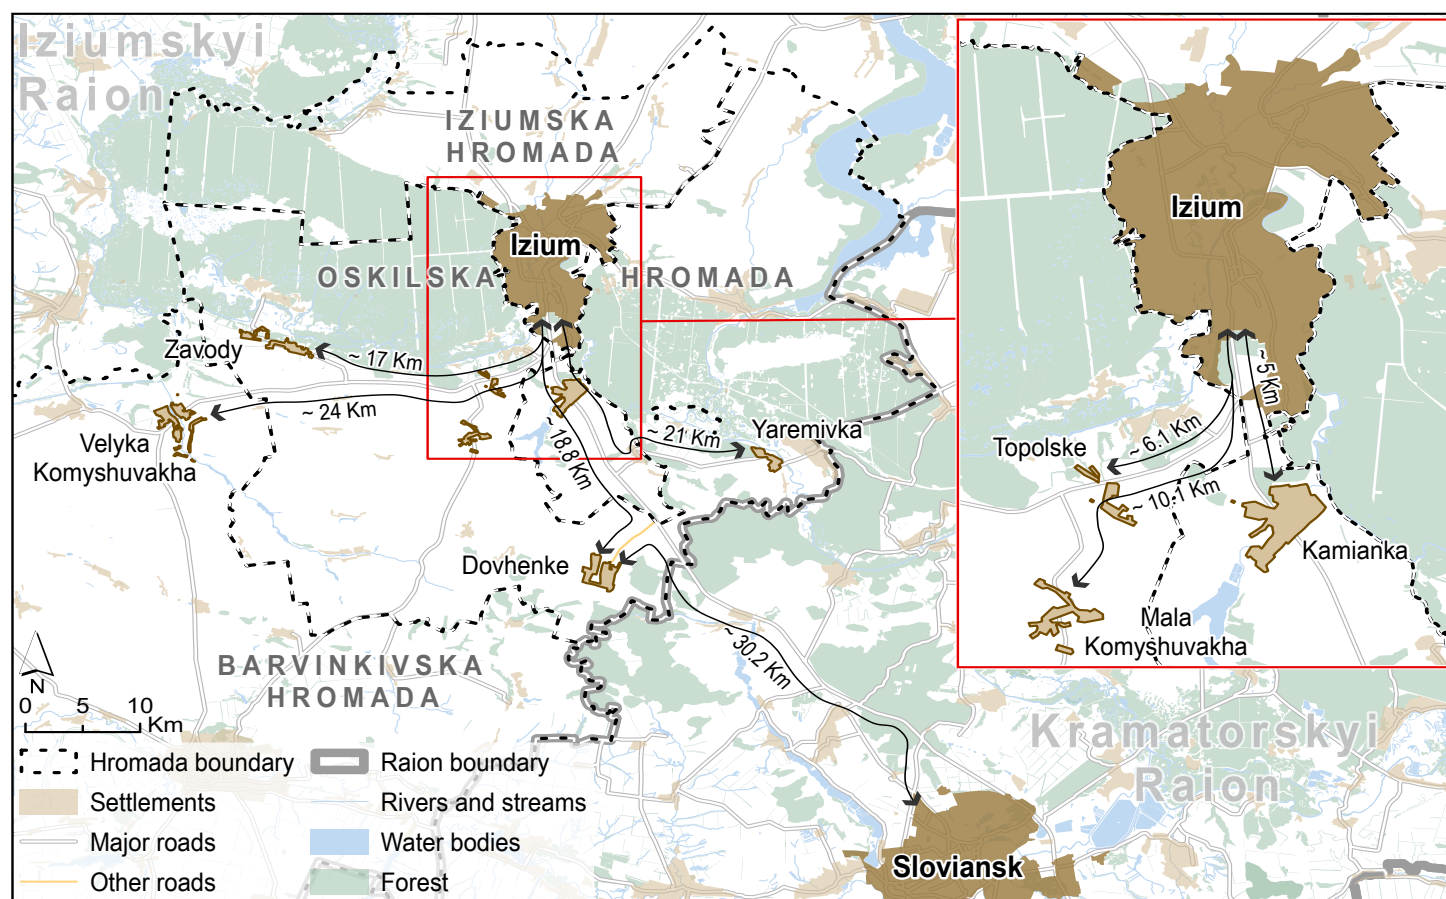 Iziumskyi
Raion
IZIUMSKA
HROMADA
OSKILSKA HROMADA
Izium
Zavody
~ 17 Km
~ 24 Km
Velyka
Komyshuvakha
~ 18.8 Km
~ 21 Km
Yaremivka
Dovhenke
~ 30.2 Km
BARVINKIVSKA
HROMADA
Kramatorskyi
Raion
Sloviansk
Izium
~ 5 Km
Topolske
~ 6.1 Km
~ 10.1 Km
Kamianka
Mala
Komyshuvakha
N
0 5 10
Km
Hromada boundary
Settlements
Major roads
Other roads
Raion boundary
Rivers and streams
Water bodies
Forest